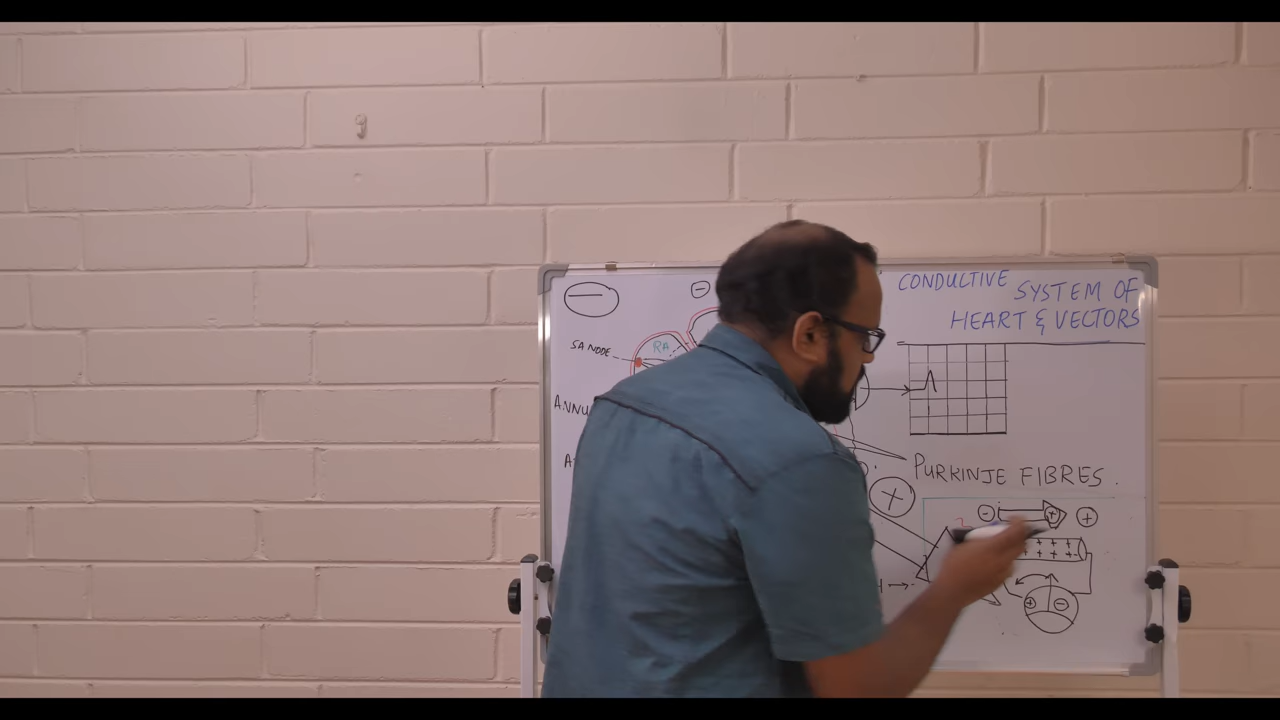 CONDUCTIVE SYSTEM OF
HEART & VECTORS
SA NODE
RA
ANNU
PURKINJE FIBRES.